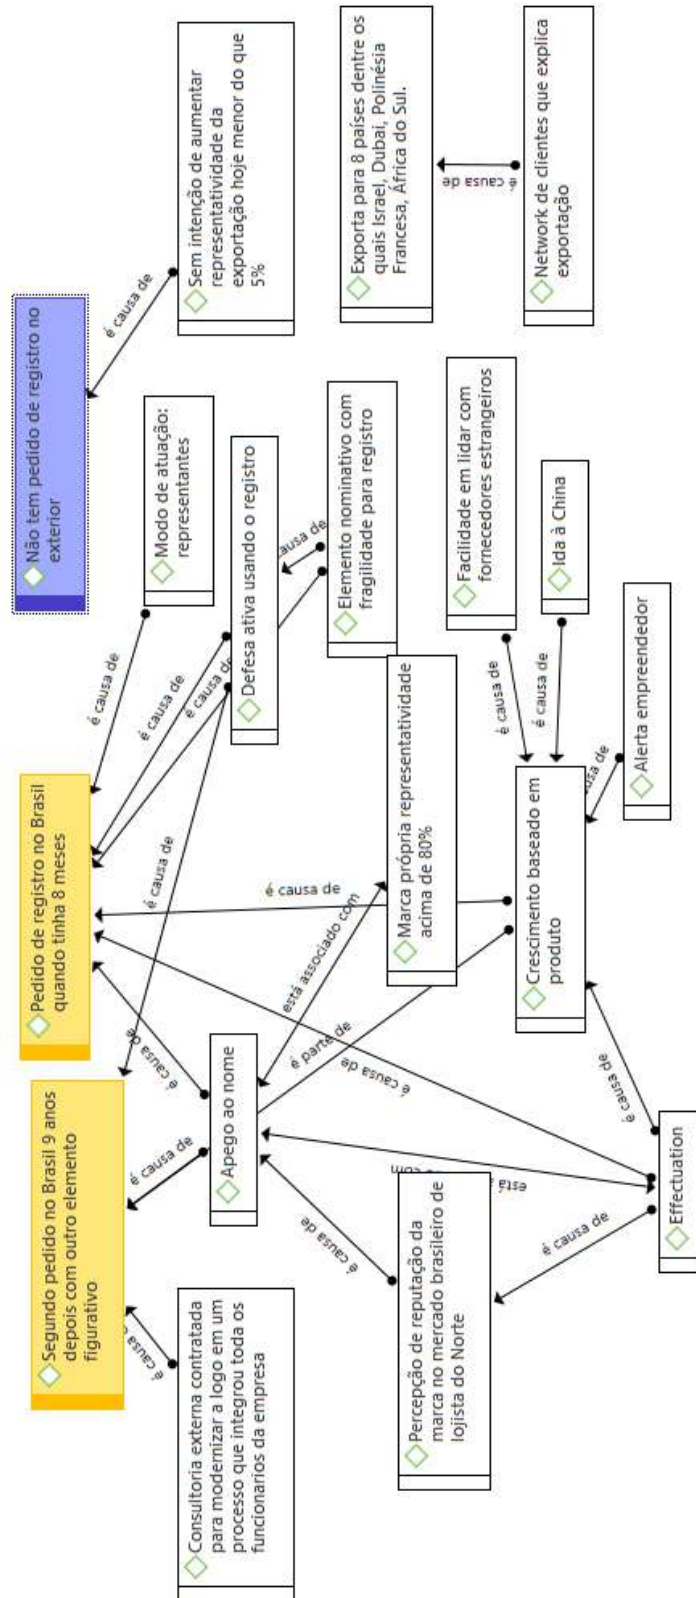 Não tem pedido de registro no
exterior
é causa de
Sem intenção de aumentar
representatividade da
exportação hoje menor do que
5%
Exporta para 8 países dentre os
quais Israel, Dubai, Polinésia
Francesa, África do Sul.
é causa de
Network de clientes que explica
exportação
Pedido de registro no Brasil
quando tinha 8 meses
é causa de
Modo de atuação:
representantes
é causa de
é causa de
Defesa ativa usando o registro
causa de
Elemento nominativo com
fragilidade para registro
é causa de
é causa de
Marca própria representatividade
acima de 80%
está associado com
Facilidade em lidar com
fornecedores estrangeiros
é causa de
Ida à China
é causa de
Alerta empreendedor
de
Crescimento baseado em
produto
é parte de
é causa de
Segundo pedido no Brasil 9 anos
depois com outro elemento
figurativo
é causa de
é causa de
Apego ao nome
é causa
Consultoria externa contratada
para modernizar a logo em um
processo que integrou toda os
funcionarios da empresa
é causa de
está
com
é causa de
Percepção de reputação da
marca no mercado brasileiro de
lojista do Norte
é causa de
é causa de
Effectuation